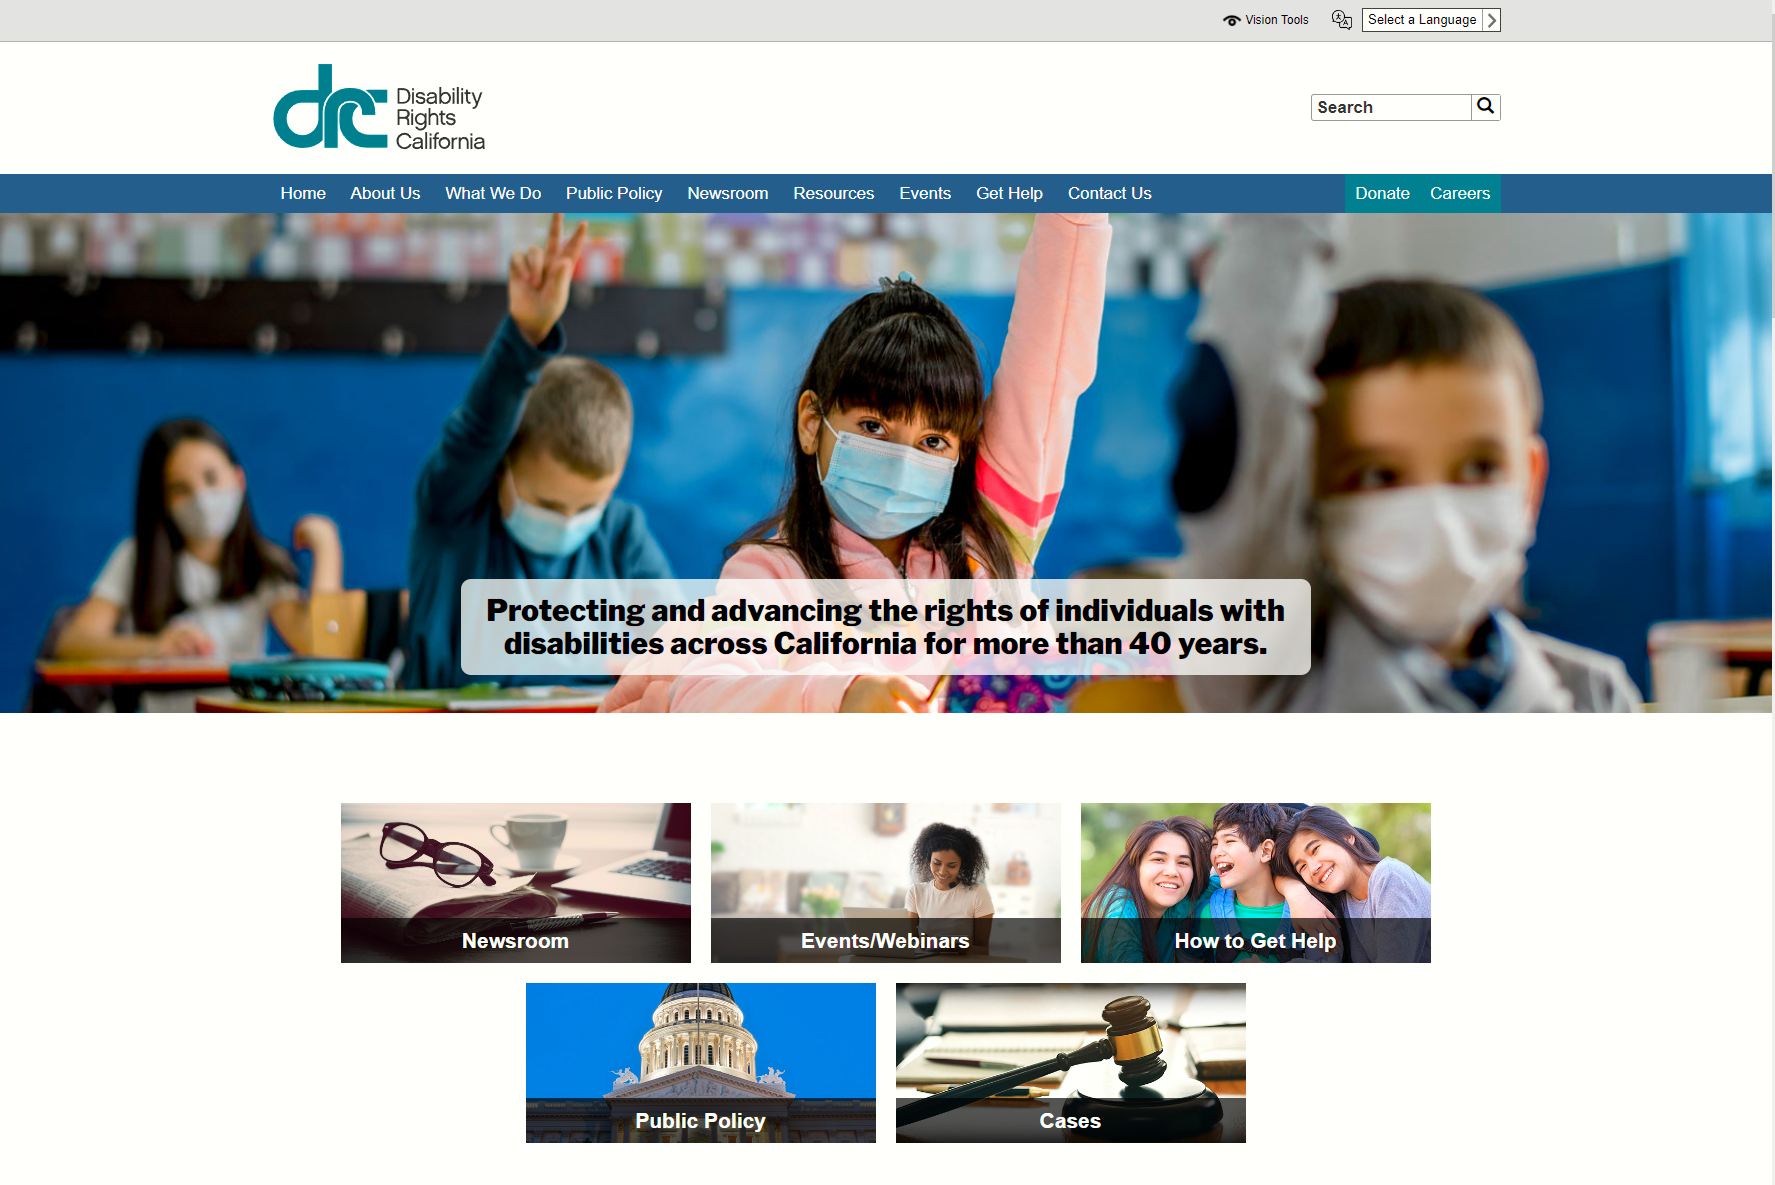 Vision Tools
Select a Language
drc
Disability
Rights
California
Search
Home About Us What We Do Public Policy Newsroom Resources Events Get Help Contact Us Donate Careers
Protecting and advancing the rights of individuals with
disabilities across California for more than 40 years.
Newsroom
Events/Webinars
How to Get Help
Public Policy
Cases